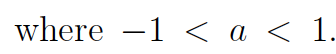 where −1 < a < 1.